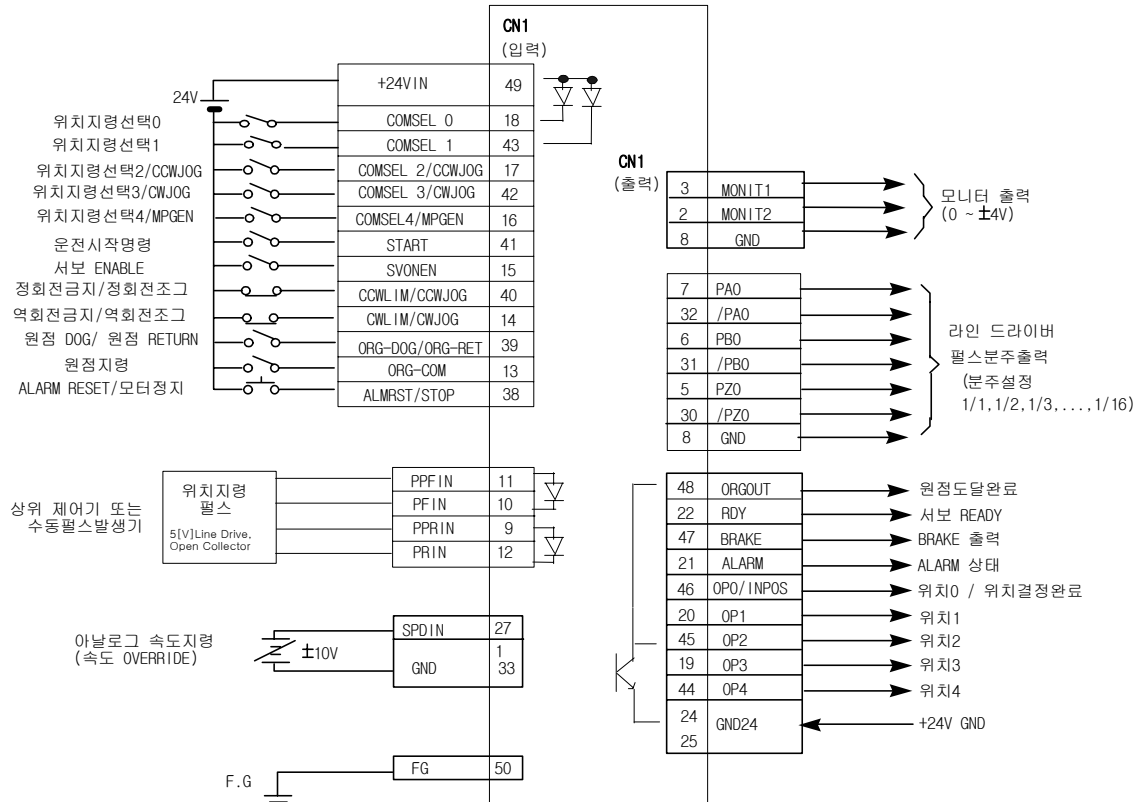 CN1
(입력)
24V
+24VIN 49
위치지령선택0 COMSEL 0 18
위치지령선택1 COMSEL 1 43
위치지령선택2/CCWJOG COMSEL 2/CCWJOG 17
위치지령선택3/CWJOG COMSEL 3/CWJOG 42
위치지령선택4/MPGEN COMSEL4/MPGEN 16
운전시작명령 START 41
서보 ENABLE SVONEN 15
정회전금지/정회전조그 CCWLIM/CCWJOG 40
역회전금지/역회전조그 CWLIM/CWJOG 14
원점 DOG/ 원점 RETURN ORG-DOG/ORG-RET 39
원점지령 ORG-COM 13
ALARM RESET/모터정지 ALMRST/STOP 38
상위 제어기 또는
수동펄스발생기
위치지령
펄스
5[V]Line Drive,
Open Collector
PPFIN 11
PFIN 10
PPRIN 9
PRIN 12
아날로그 속도지령
(속도 OVERRIDE)
±10V
SPDIN 27
1
GND 33
F.G
FG 50
CN1
(출력)
3 MONIT1
2 MONIT2
8 GND
모니터 출력
(0 ~ ±4V)
7 PAO
32 /PAO
6 PBO
31 /PBO
5 PZO
30 /PZO
8 GND
라인 드라이버
펄스분주출력
(분주설정
1/1,1/2,1/3,...,1/16)
48 ORGOUT 원점도달완료
22 RDY 서보 READY
47 BRAKE BRAKE 출력
21 ALARM ALARM 상태
46 OPO/INPOS 위치0 / 위치결정완료
20 OP1 위치1
45 OP2 위치2
19 OP3 위치3
44 OP4 위치4
24 GND24 +24V GND
25